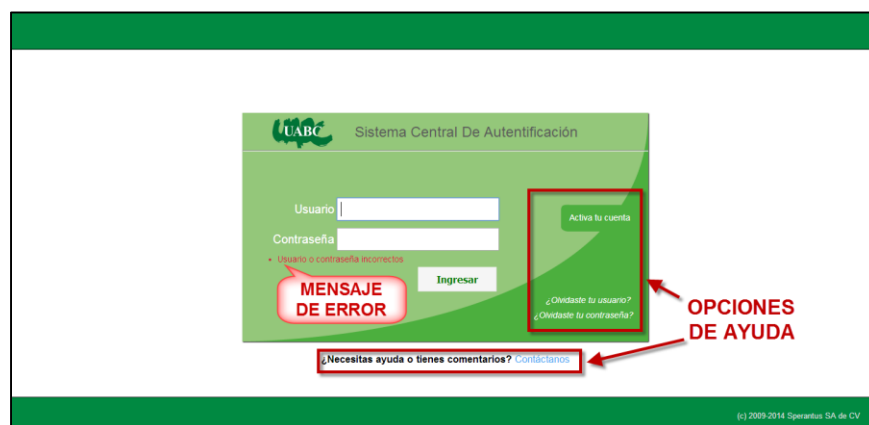 UABC
Sistema Central De Autentificación
Usuario
Activa tu cuenta
Contraseña
• Usuario o contraseña incorrectos
Ingresar
MENSAJE
DE ERROR
¿Olvidaste tu usuario?
¿Olvidaste tu contraseña?
OPCIONES
DE AYUDA
¿Necesitas ayuda o tienes comentarios? Contáctanos
(c) 2009-2014 Sperantus SA de CV